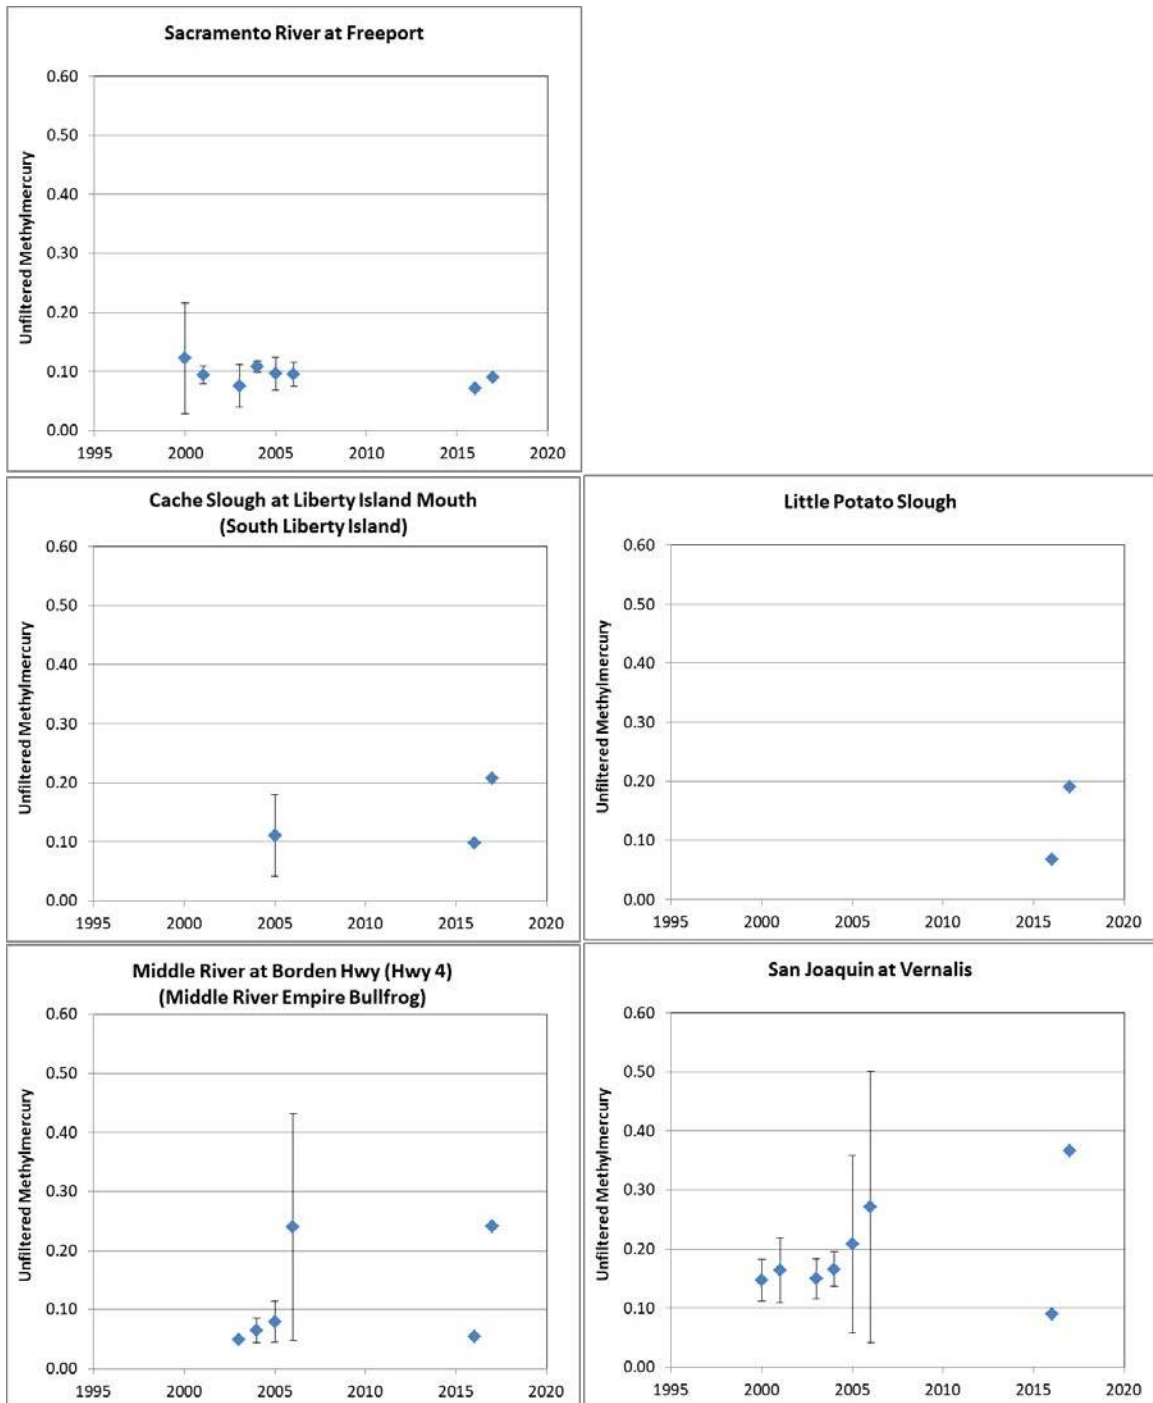 Sacramento River at Freeport
Unfiltered Methylmercury
0.60
0.50
0.40
0.30
0.20
0.10
0.00
1995 2000 2005 2010 2015 2020
Cache Slough at Liberty Island Mouth
(South Liberty Island)
Unfiltered Methylmercury
0.60
0.50
0.40
0.30
0.20
0.10
0.00
1995 2000 2005 2010 2015 2020
Little Potato Slough
Unfiltered Methylmercury
0.60
0.50
0.40
0.30
0.20
0.10
0.00
1995 2000 2005 2010 2015 2020
Middle River at Borden Hwy (Hwy 4)
(Middle River Empire Bullfrog)
Unfiltered Methylmercury
0.60
0.50
0.40
0.30
0.20
0.10
0.00
1995 2000 2005 2010 2015 2020
San Joaquin at Vernalis
Unfiltered Methylmercury
0.60
0.50
0.40
0.30
0.20
0.10
0.00
1995 2000 2005 2010 2015 2020